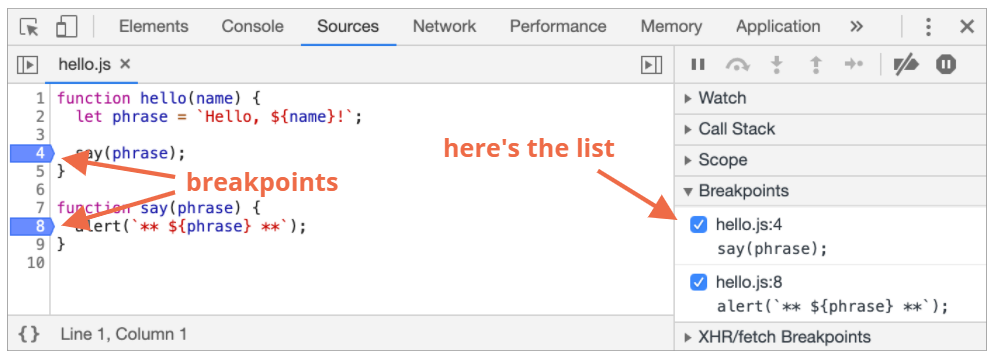 Elements Console Sources Network Performance Memory Application »
hello.js ×
1 function hello(name) {
2 let phrase = `Hello, ${name}!`;
3
4 say(phrase);
5 }
6
7 function say(phrase) {
8 alert(`** ${phrase} **`);
9 }
10
breakpoints
here's the list
{} Line 1, Column 1
Watch
Call Stack
Scope
Breakpoints
hello.js:4
say(phrase);
hello.js:8
alert(`** ${phrase} **`);
XHR/fetch Breakpoints